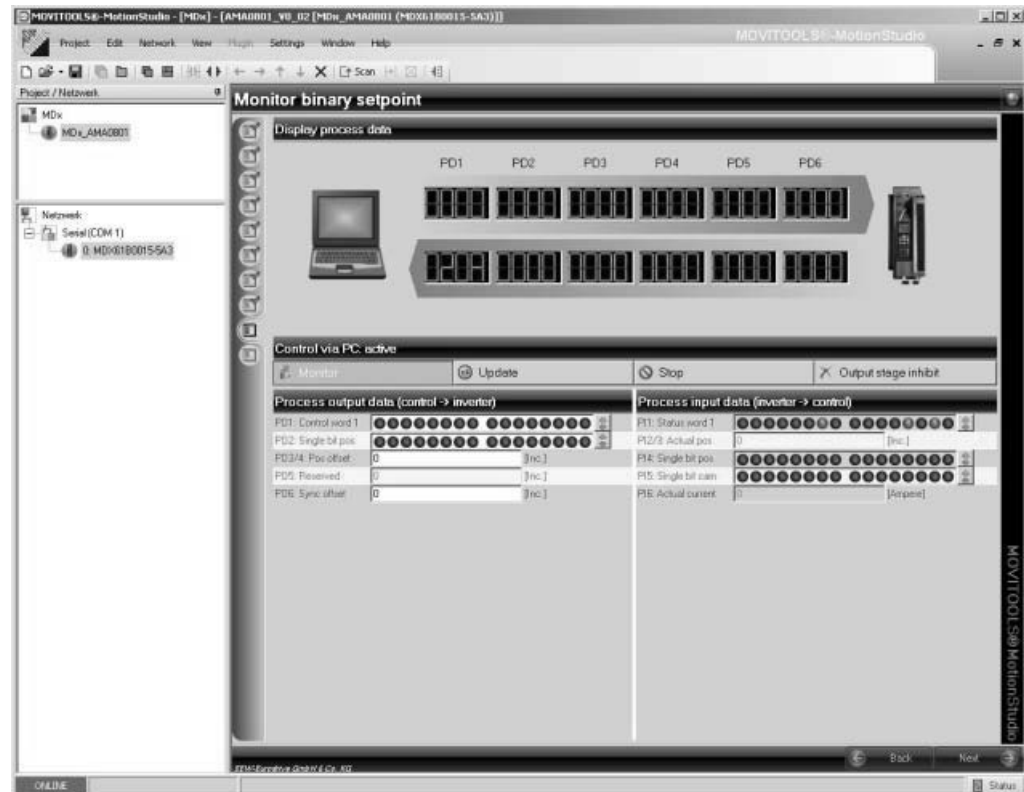 MOVITOOLS®-MotionStudio - [MDx] - [AMA0801_V0_02 [MDx_AMA0801 (MDX61B0015-5A3)]]
Project Edit Network View Plugin Settings Window Help
MOVITOOLS®-MotionStudio
Scan
Project / Netzwerk
MDx
MDx_AMA0801
Netzwerk
Serial (COM 1)
0: MDX61B0015-5A3
Monitor binary setpoint
Display process data
PD1 PD2 PD3 PD4 PD5 PD6
Control via PC: active
Monitor Update Stop Output stage inhibit
Process output data (control -> inverter)
PD1: Control word 1
PD2: Single bit pos
PD3/4: Pos offset 0 [Inc.]
PD5: Reserved 0 [Inc.]
PD6: Sync offset 0 [Inc.]
Process input data (inverter -> control)
PI1: Status word 1
PI2/3: Actual pos 0 [Inc.]
PI4: Single bit pos
PI5: Single bit cam
PI6: Actual current 0 [Ampere]
MOVITOOLS®MotionStudio
SEW-Eurodrive GmbH & Co. KG
Back Next
ONLINE
Status